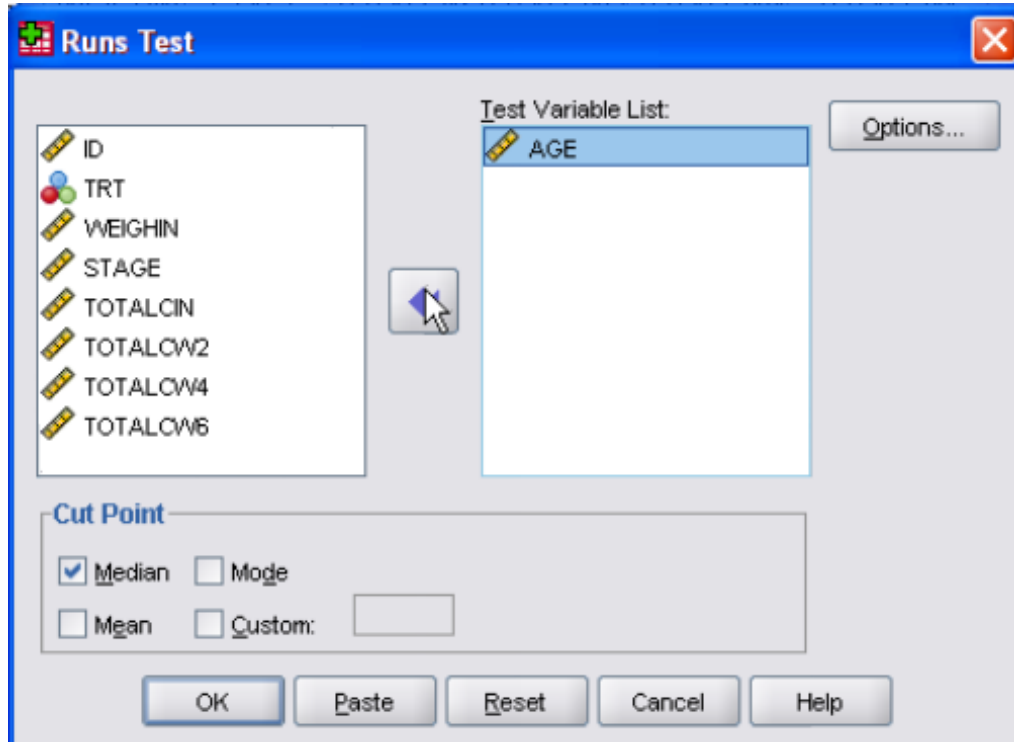 Runs Test
Test Variable List:
Options...
ID
TRT
WEIGHIN
STAGE
TOTALCIN
TOTALCW2
TOTALCW4
TOTALCW6
AGE
Cut Point
Median
Mode
Mean
Custom:
OK
Paste
Reset
Cancel
Help